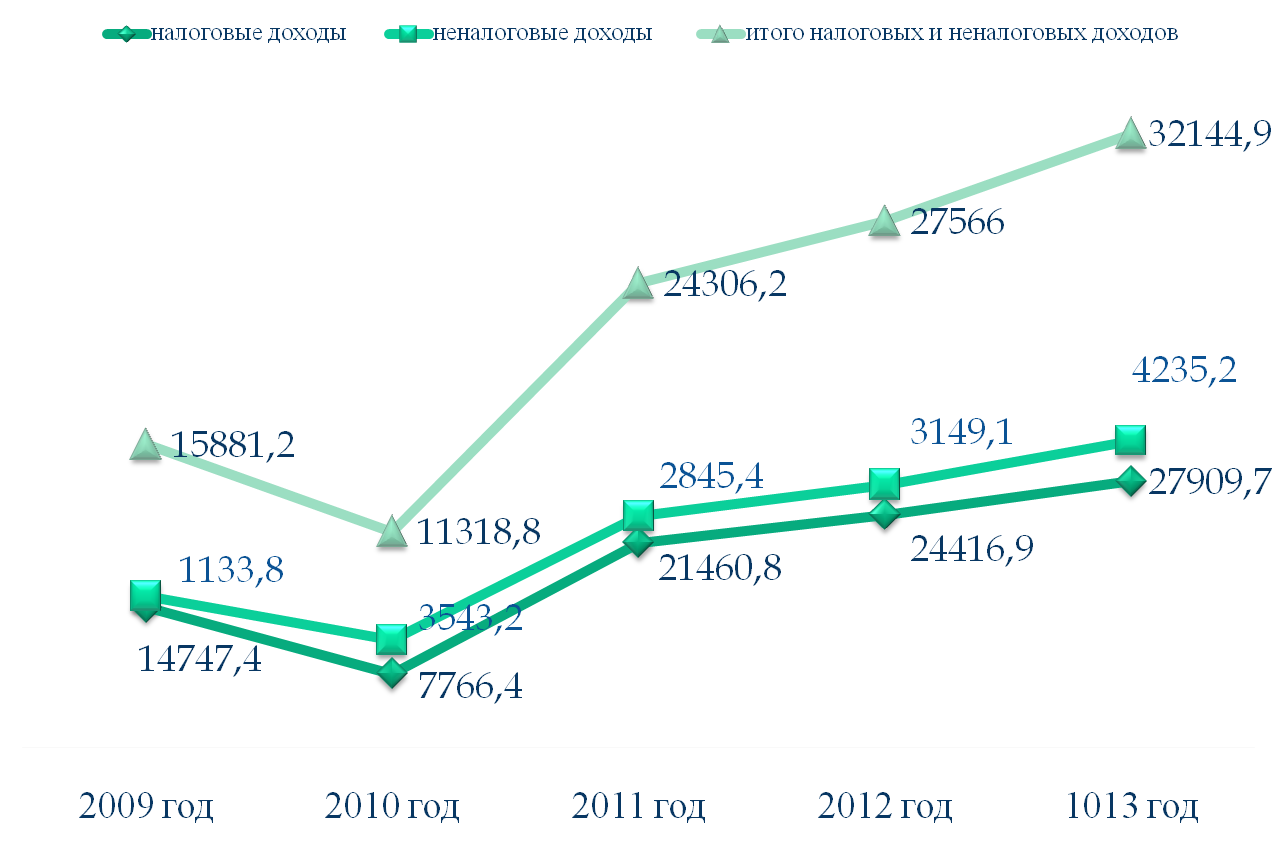 налоговые доходы
неналоговые доходы
итого налоговых и неналоговых доходов
32144,9
27566
24306,2
4235,2
3149,1
15881,2
2845,4
27909,7
11318,8
24416,9
21460,8
1133,8
3543,2
14747,4
7766,4
2009 год
2010 год
2011 год
2012 год
1013 год